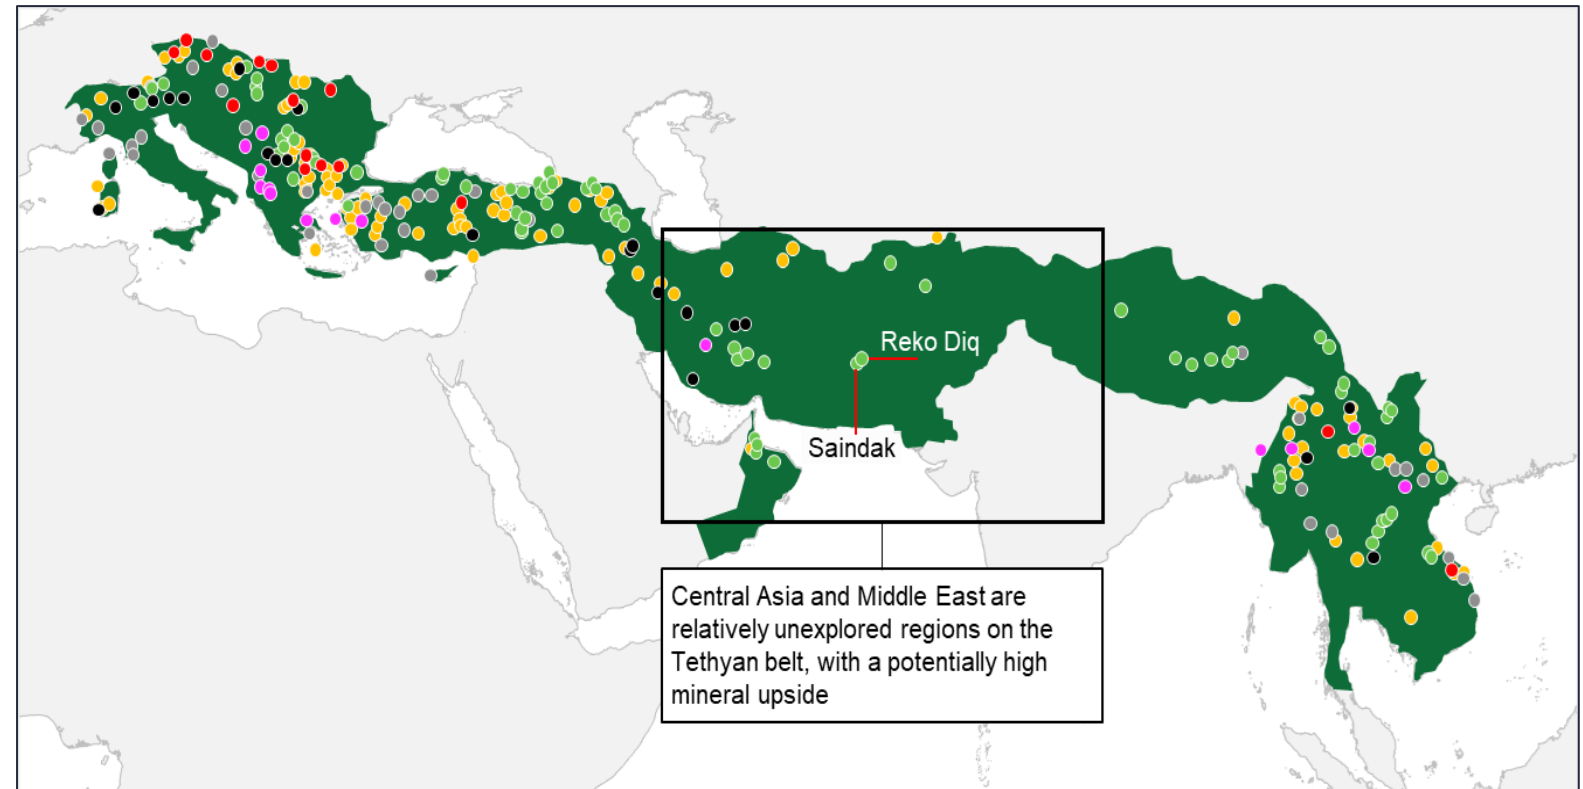 Reko Diq
Saindak
Central Asia and Middle East are
relatively unexplored regions on the
Tethyan belt, with a potentially high
mineral upside